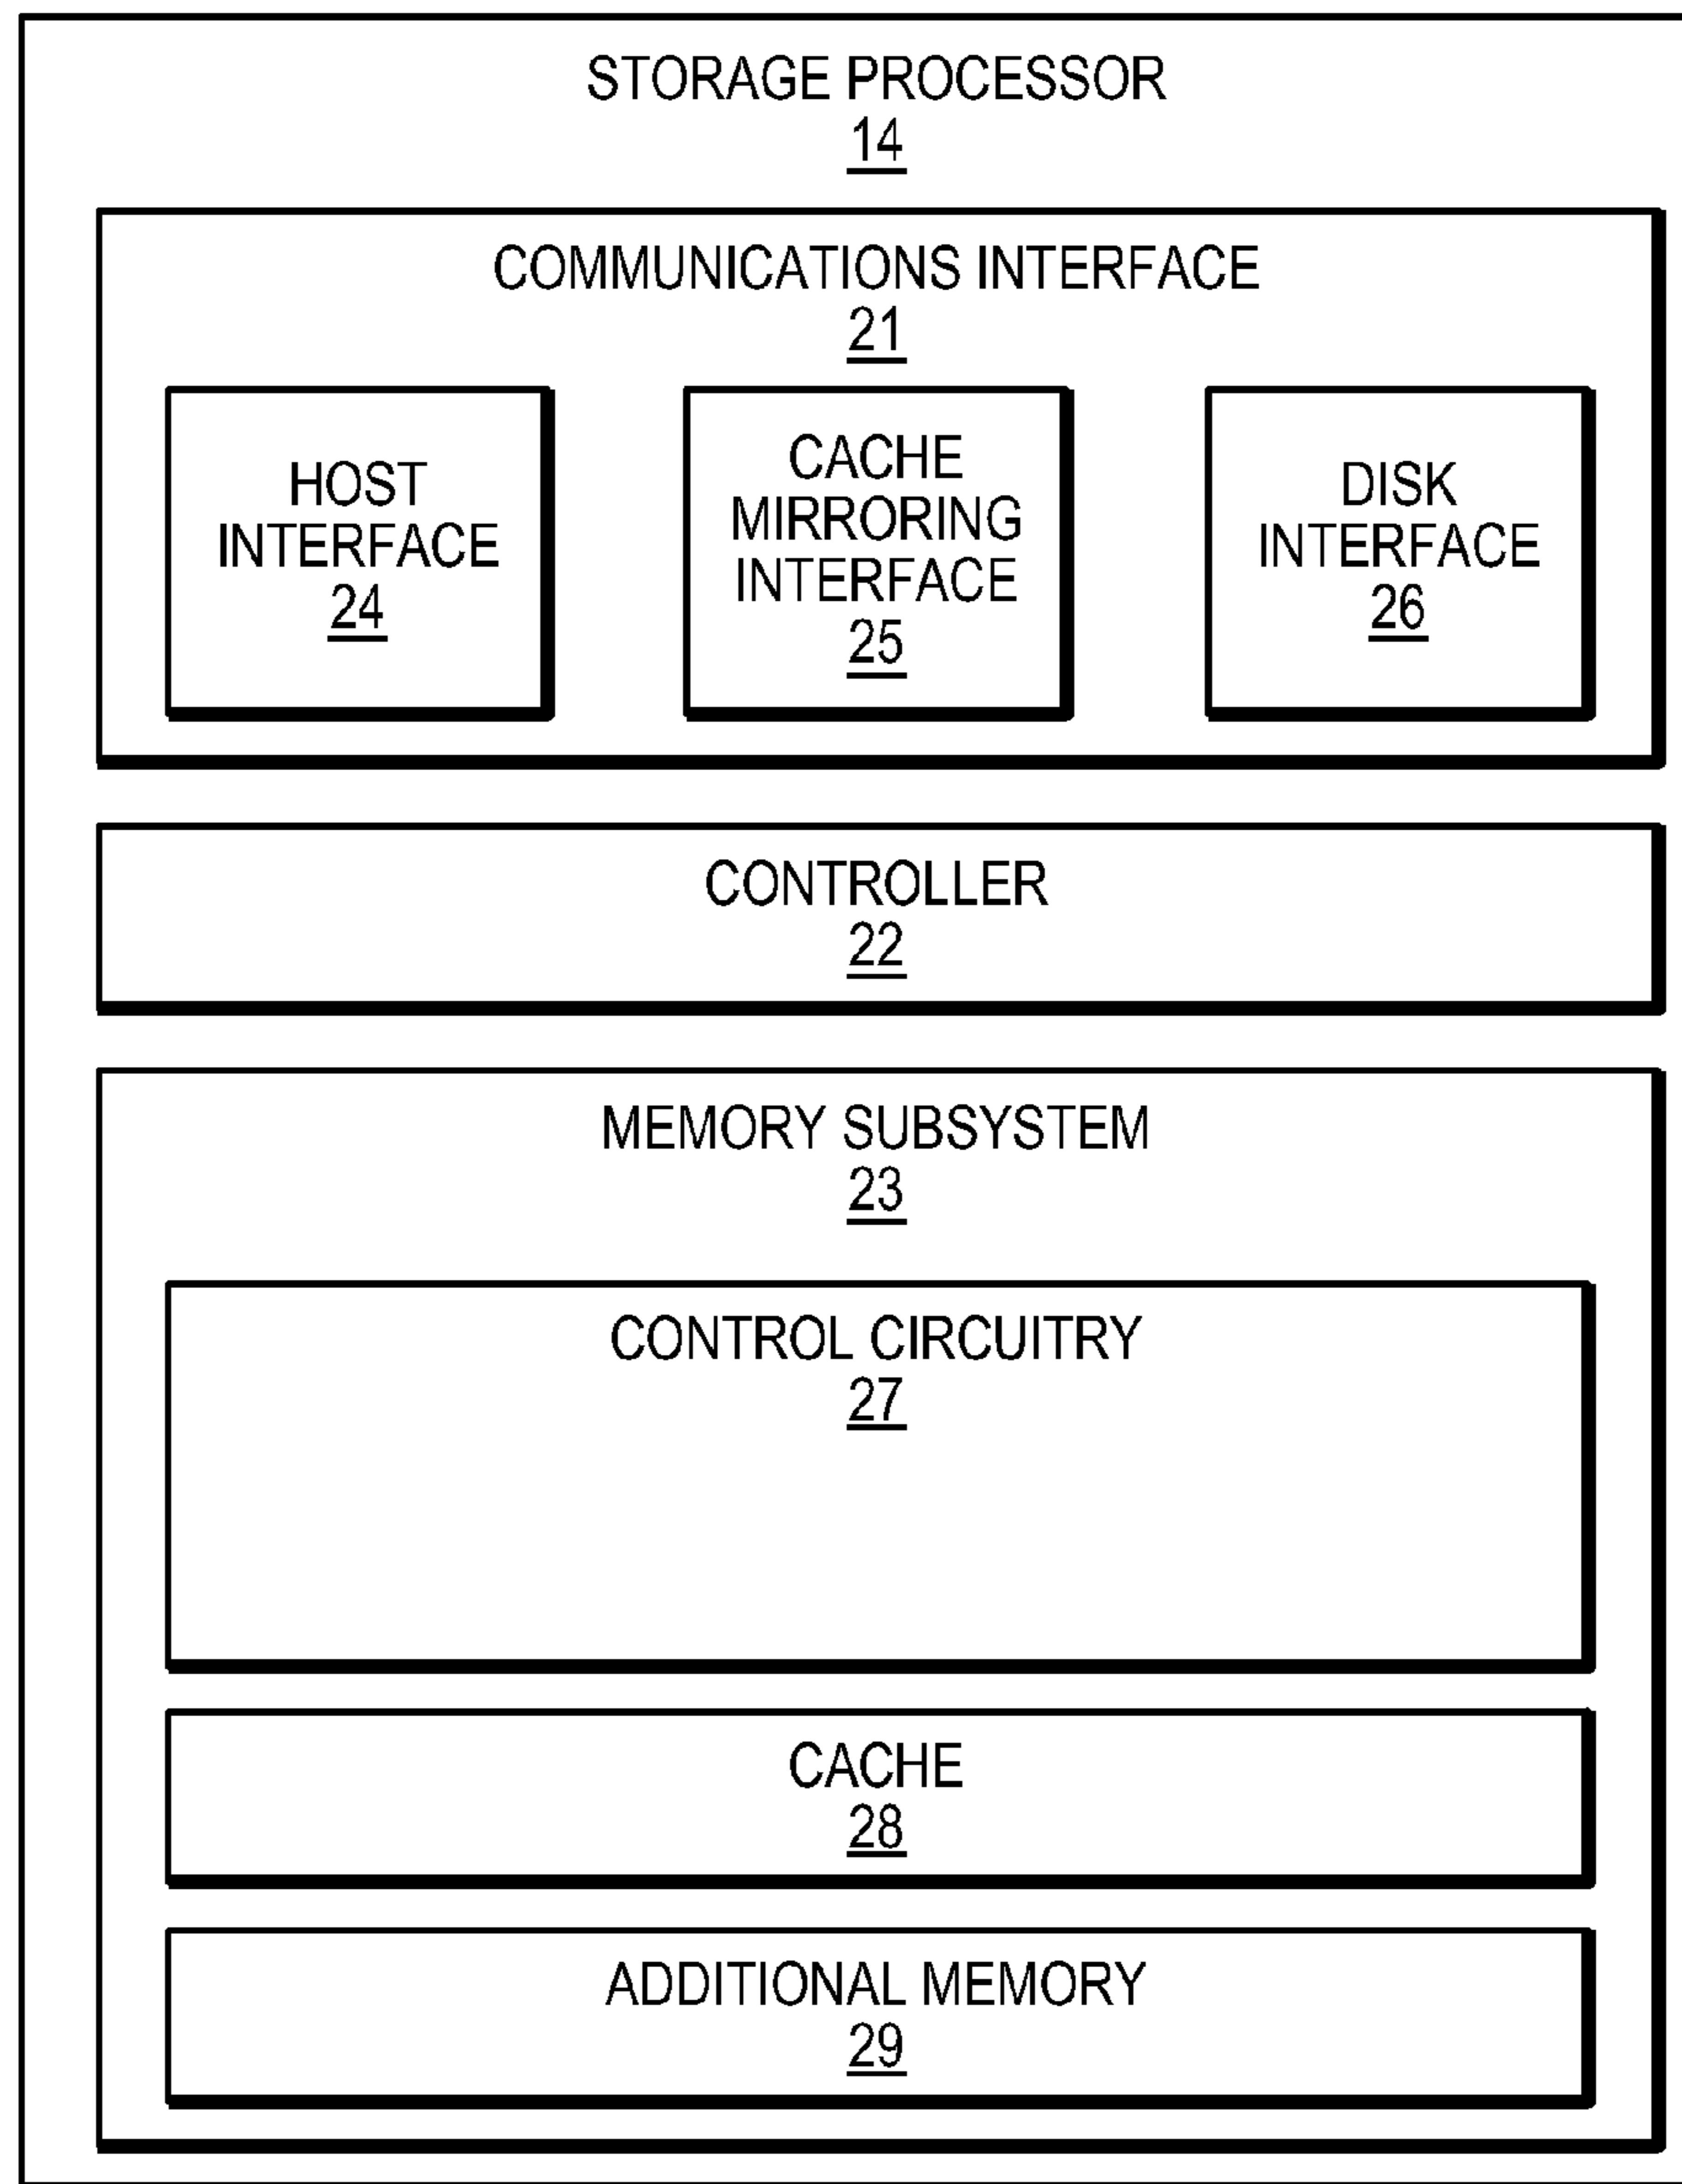 STORAGE PROCESSOR
14
COMMUNICATIONS INTERFACE
21
HOST
INTERFACE
24
CACHE
MIRRORING
INTERFACE
25
DISK
INTERFACE
26
CONTROLLER
22
MEMORY SUBSYSTEM
23
CONTROL CIRCUITRY
27
CACHE
28
ADDITIONAL MEMORY
29